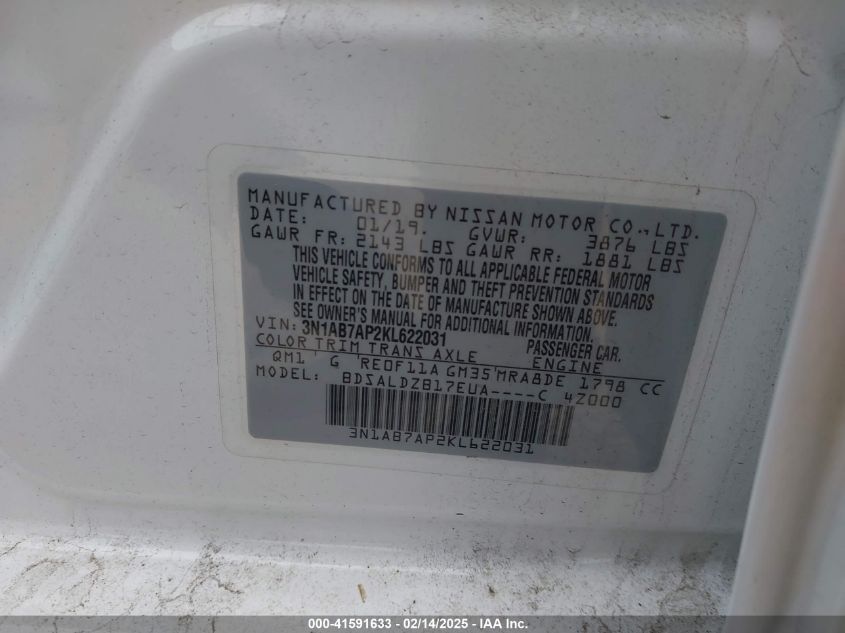 MANUFACTURED BY NISSAN MOTOR CO., LTD.
DATE: 01/19. GVWR: 3876 LBS
GAWR FR: 2143 LBS GAWR RR: 1881 LBS
THIS VEHICLE CONFORMS TO ALL APPLICABLE FEDERAL MOTOR
VEHICLE SAFETY, BUMPER AND THEFT PREVENTION STANDARDS
IN EFFECT ON THE DATE OF MANUFACTURE SHOWN ABOVE.
SEE OWNER'S MANUAL FOR ADDITIONAL INFORMATION.
VIN: 3N1AB7AP2KL622031 PASSENGER CAR.
COLOR TRIM TRANS AXLE ENGINE
QM1 G RE0F11A GM35 MRA8DE 1798 CC
MODEL: BDSALDZB17EUA----C 4Z000
3N1AB7AP2KL622031
000-41591633 - 02/14/2025 - IAA Inc.